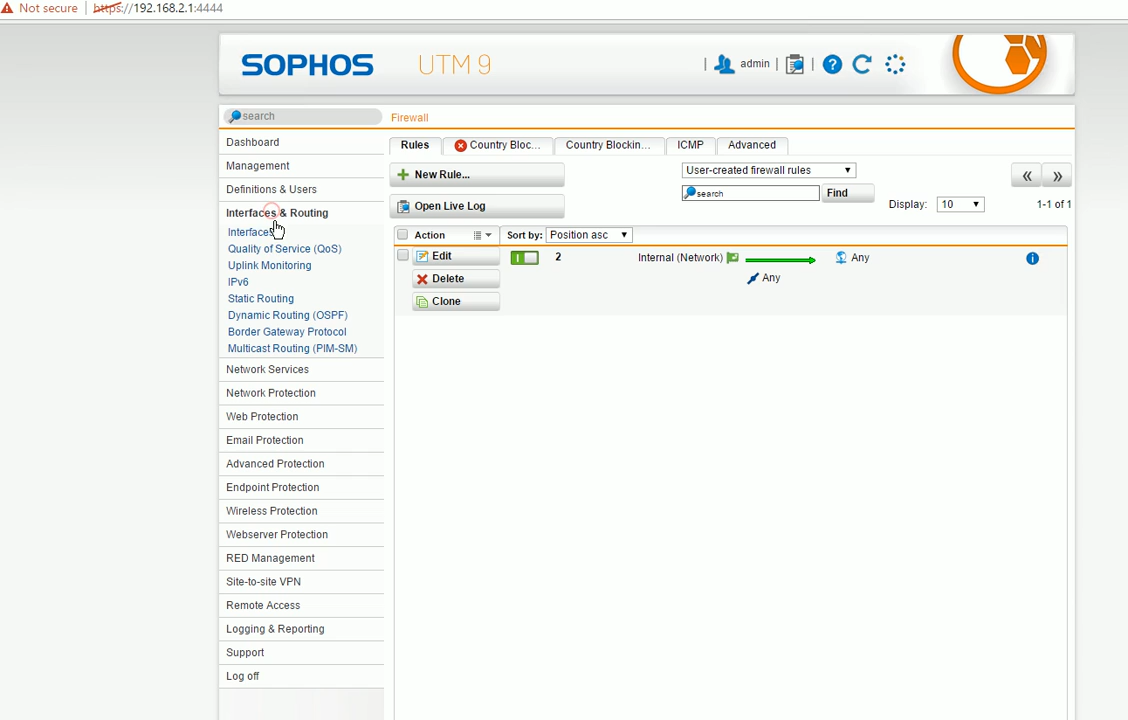 Not secure | https://192.168.2.1:4444
SOPHOS UTM 9 | admin | | ?
search Firewall
Dashboard
Management
Definitions & Users
Interfaces & Routing
Interfaces
Quality of Service (QoS)
Uplink Monitoring
IPv6
Static Routing
Dynamic Routing (OSPF)
Border Gateway Protocol
Multicast Routing (PIM-SM)
Network Services
Network Protection
Web Protection
Email Protection
Advanced Protection
Endpoint Protection
Wireless Protection
Webserver Protection
RED Management
Site-to-site VPN
Remote Access
Logging & Reporting
Support
Log off
Rules Country Bloc... Country Blockin... ICMP Advanced
New Rule... User-created firewall rules « »
Open Live Log search Find Display: 10 1-1 of 1
Action Sort by: Position asc
Edit 2 Internal (Network) Any
Delete Any
Clone